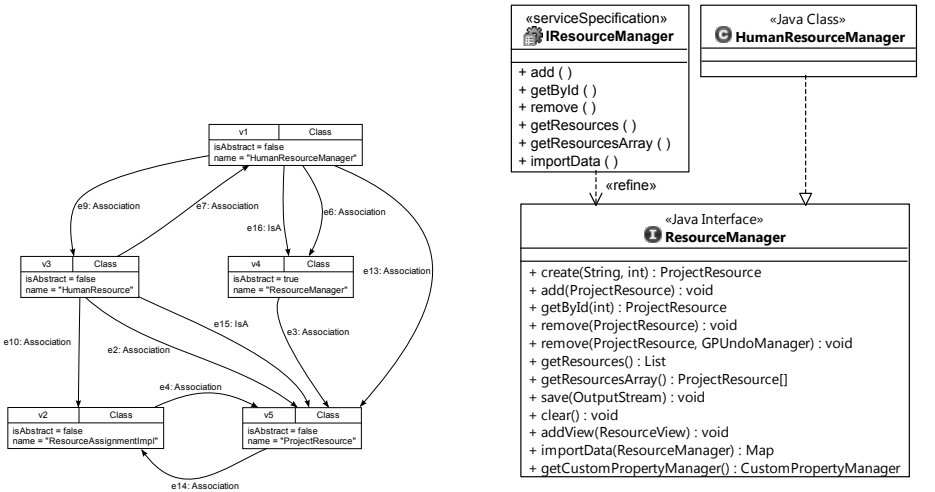 v1 Class
isAbstract = false
name = "HumanResourceManager"
e9: Association
e7: Association
e16: IsA
e6: Association
e13: Association
v3 Class
isAbstract = false
name = "HumanResource"
v4 Class
isAbstract = true
name = "ResourceManager"
e10: Association
e2: Association
e15: IsA
e3: Association
e4: Association
v2 Class
isAbstract = false
name = "ResourceAssignmentImpl"
v5 Class
isAbstract = false
name = "ProjectResource"
e14: Association
«serviceSpecification»
IResourceManager
+ add ( )
+ getById ( )
+ remove ( )
+ getResources ( )
+ getResourcesArray ( )
+ importData ( )
«Java Class»
C HumanResourceManager
«refine»
«Java Interface»
I ResourceManager
+ create(String, int) : ProjectResource
+ add(ProjectResource) : void
+ getById(int) : ProjectResource
+ remove(ProjectResource) : void
+ remove(ProjectResource, GPUndoManager) : void
+ getResources() : List
+ getResourcesArray() : ProjectResource[]
+ save(OutputStream) : void
+ clear() : void
+ addView(ResourceView) : void
+ importData(ResourceManager) : Map
+ getCustomPropertyManager() : CustomPropertyManager